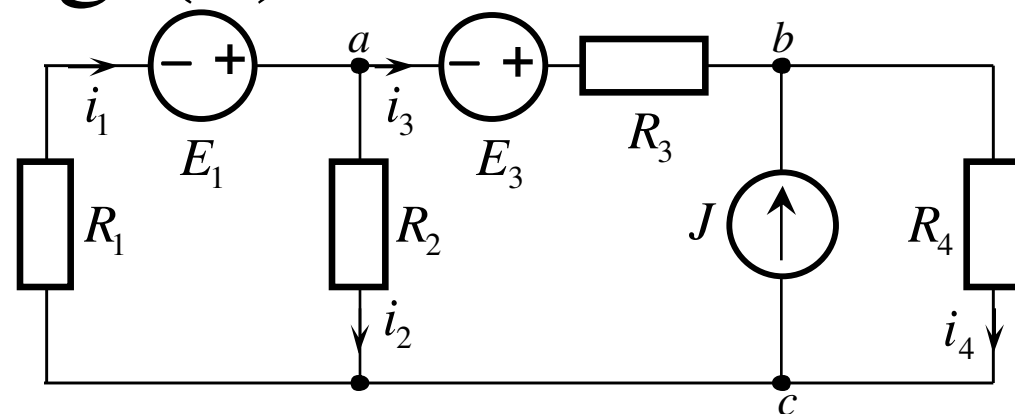 a b
− + − +
i₁ i₃
E₁ E₃ R₃
R₁ R₂ J R₄
i₂ i₄
c